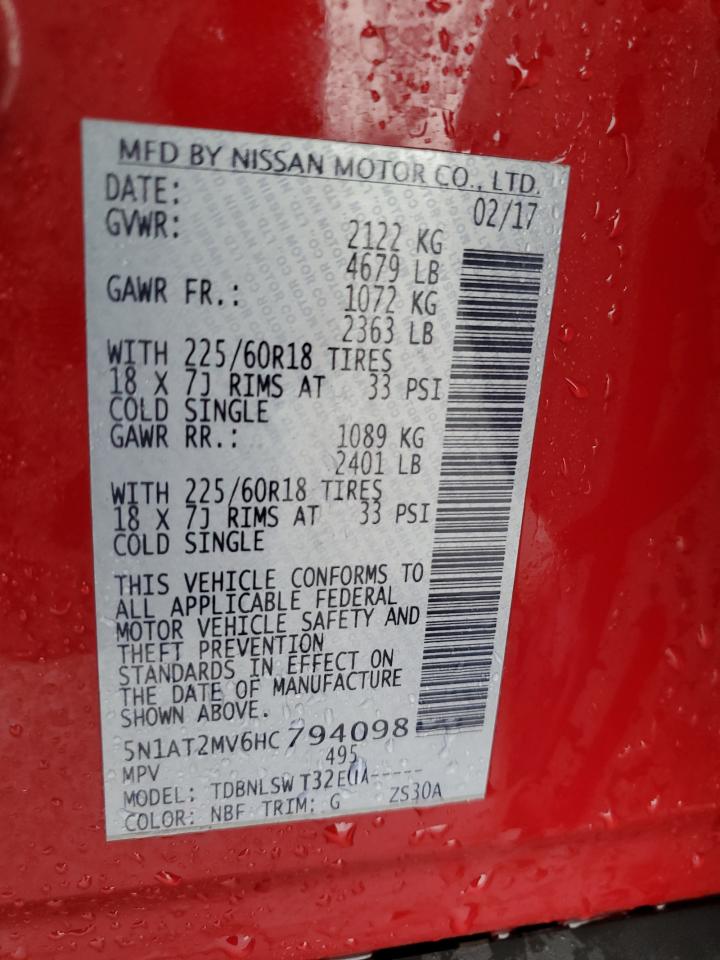 MFD BY NISSAN MOTOR CO., LTD.
DATE: 02/17
GVWR: 2122 KG
4679 LB
GAWR FR.: 1072 KG
2363 LB
WITH 225/60R18 TIRES
18 X 7J RIMS AT 33 PSI
COLD SINGLE
GAWR RR.: 1089 KG
2401 LB
WITH 225/60R18 TIRES
18 X 7J RIMS AT 33 PSI
COLD SINGLE
THIS VEHICLE CONFORMS TO
ALL APPLICABLE FEDERAL
MOTOR VEHICLE SAFETY AND
THEFT PREVENTION
STANDARDS IN EFFECT ON
THE DATE OF MANUFACTURE
SHOWN ABOVE.
5N1AT2MV6HC794098
MPV 495
MODEL: TDBNLSW T32EUA-----
COLOR: NBF TRIM: G ZS30A